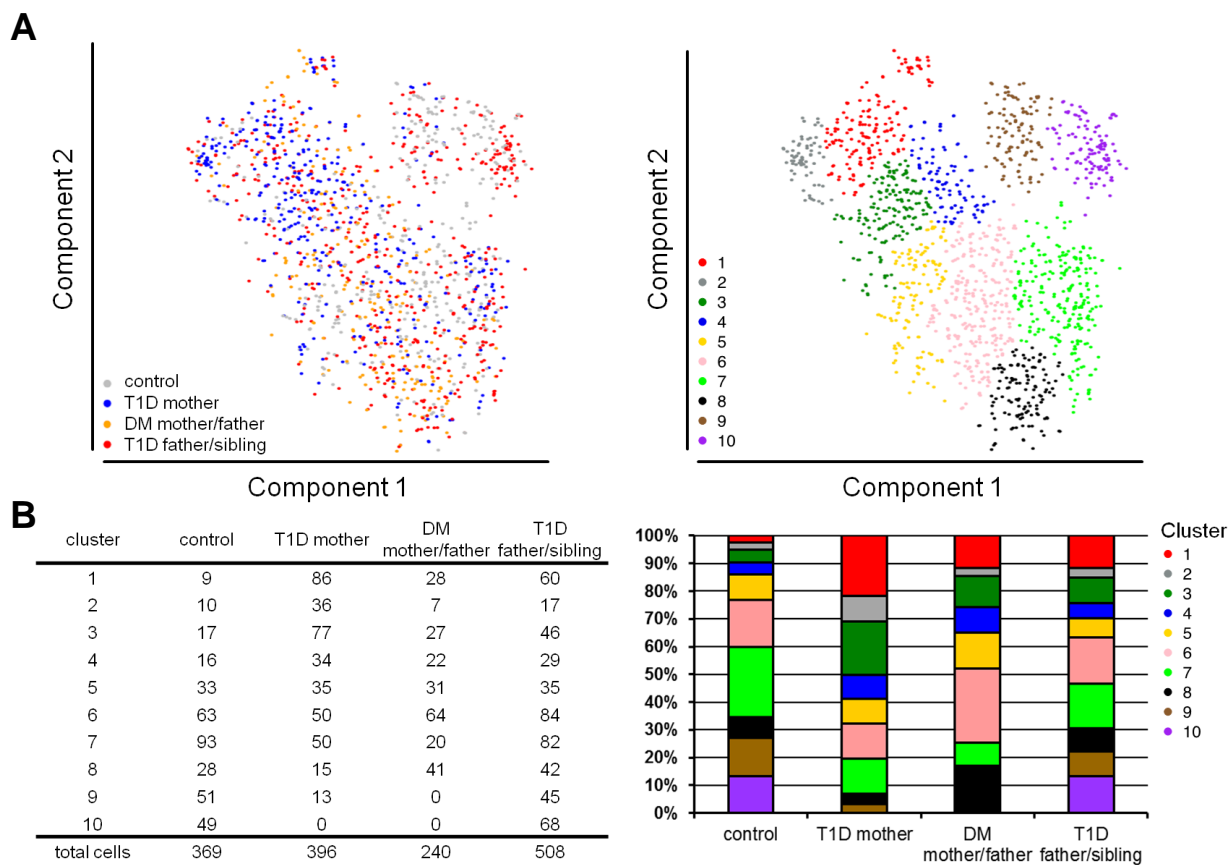 A
Component 2
control
T1D mother
DM mother/father
T1D father/sibling
Component 1
Component 2
1
2
3
4
5
6
7
8
9
10
Component 1
B
cluster control T1D mother DM mother/father T1D father/sibling
1 9 86 28 60
2 10 36 7 17
3 17 77 27 46
4 16 34 22 29
5 33 35 31 35
6 63 50 64 84
7 93 50 20 82
8 28 15 41 42
9 51 13 0 45
10 49 0 0 68
total cells 369 396 240 508
100%
90%
80%
70%
60%
50%
40%
30%
20%
10%
0%
control T1D mother DM mother/father T1D father/sibling
Cluster
1
2
3
4
5
6
7
8
9
10